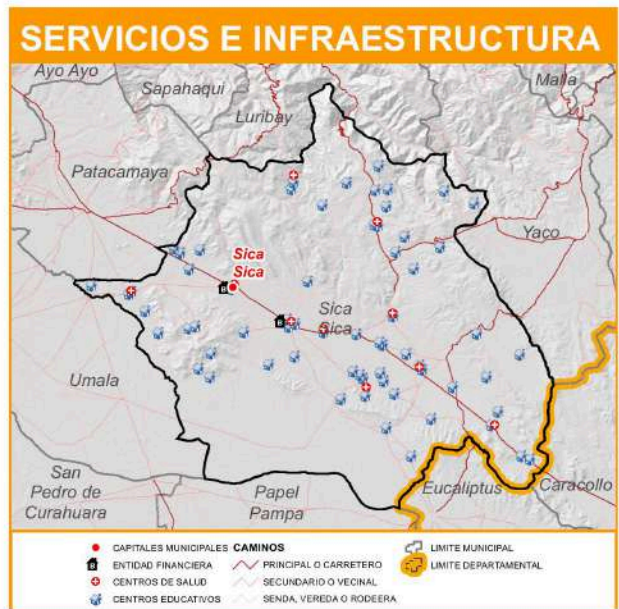 SERVICIOS E INFRAESTRUCTURA
Ayo Ayo
Sapahaqui
Malla
Luribay
Patacamaya
Yaco
Sica
Sica
Sica
Sica
Umala
San
Pedro de
Curahuara
Papel
Pampa
Eucaliptus
Caracollo
CAPITALES MUNICIPALES
ENTIDAD FINANCIERA
CENTROS DE SALUD
CENTROS EDUCATIVOS
CAMINOS
PRINCIPAL O CARRETERO
SECUNDARIO O VECINAL
SENDA, VEREDA O RODEERA
LIMITE MUNICIPAL
LIMITE DEPARTAMENTAL